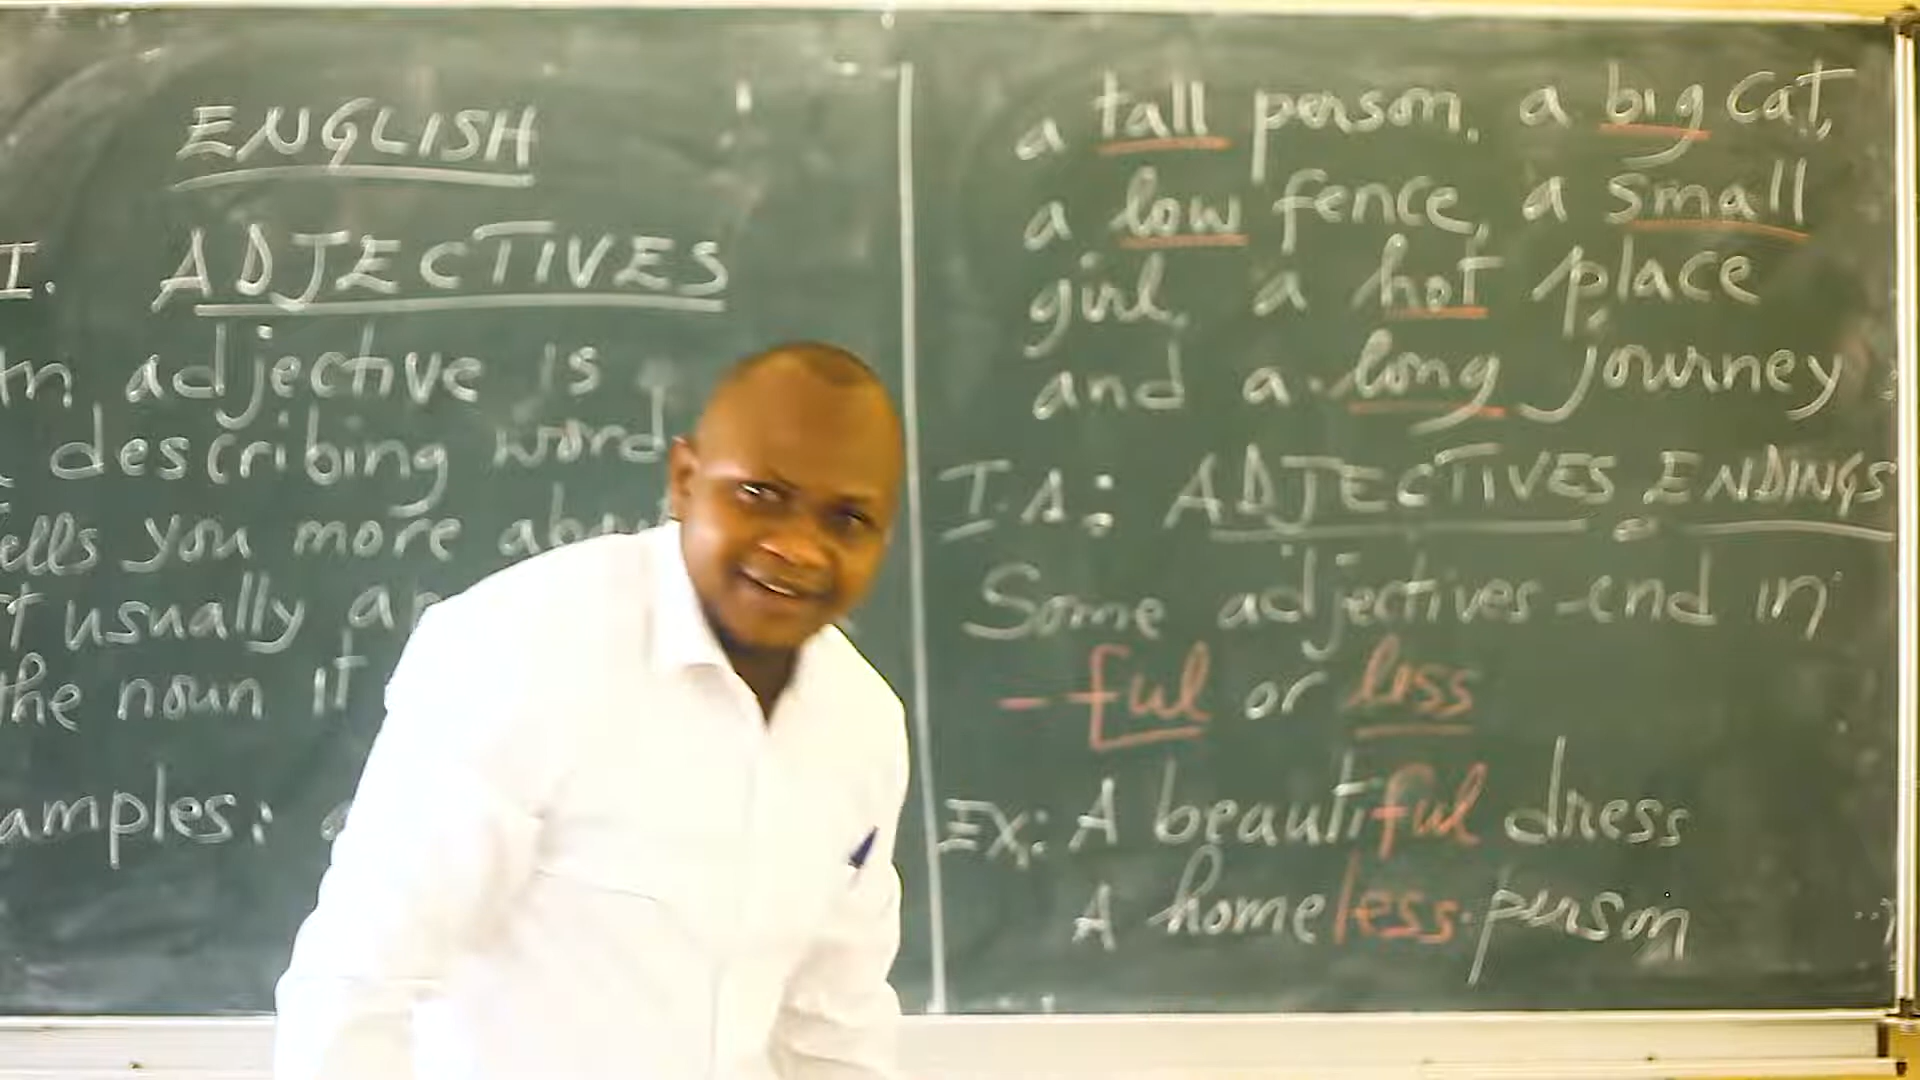 ENGLISH
I. ADJECTIVES
An adjective is
describing word
tells you more about
It usually
the noun it
amples:
a tall person, a big cat,
a low fence, a small
girl, a hot place
and a long journey
I.A: ADJECTIVES ENDINGS
Some adjectives end in
- ful or less
EX: A beautiful dress
A homeless person